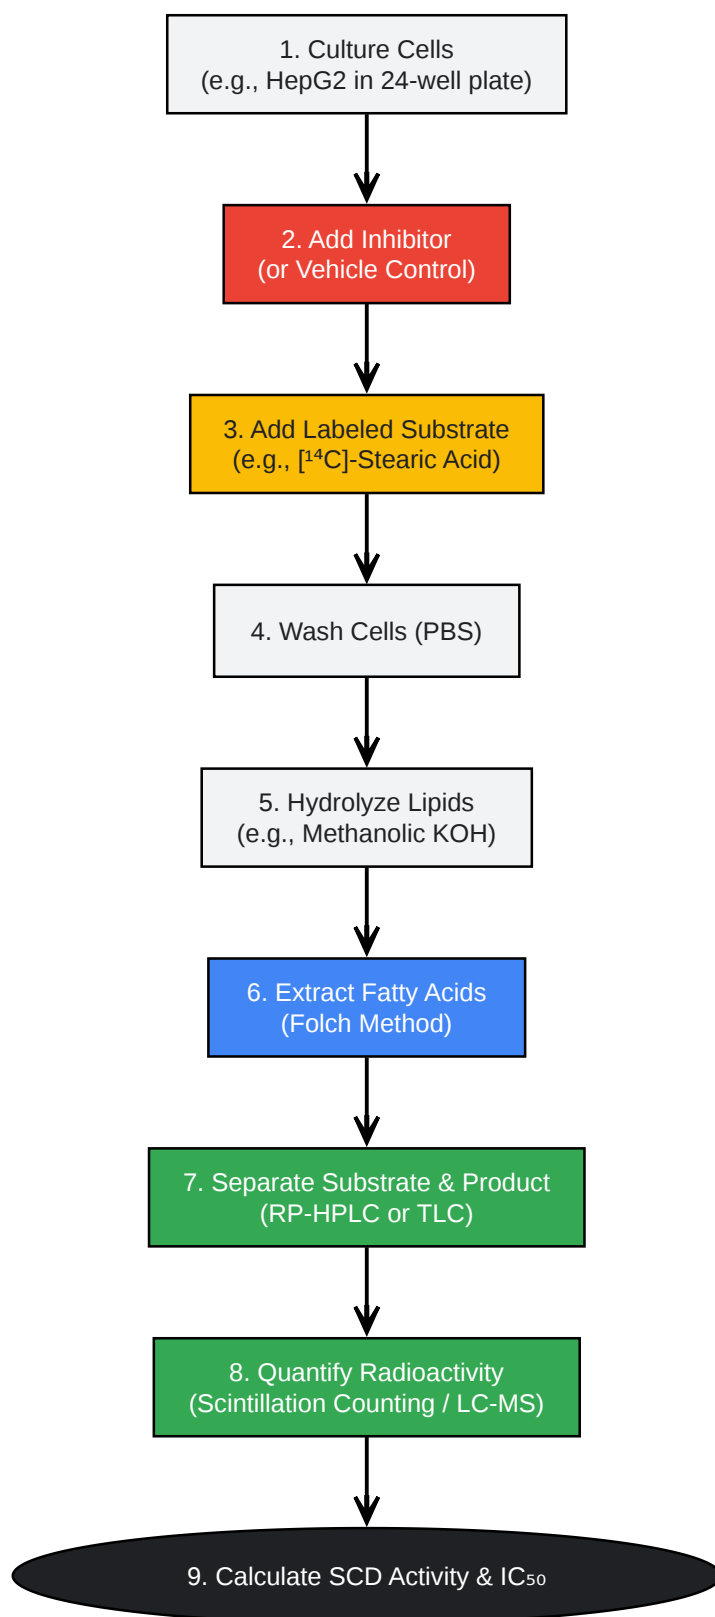 1. Culture Cells
(e.g., HepG2 in 24-well plate)
2. Add Inhibitor
(or Vehicle Control)
3. Add Labeled Substrate
(e.g., [¹⁴C]-Stearic Acid)
4. Wash Cells (PBS)
5. Hydrolyze Lipids
(e.g., Methanolic KOH)
6. Extract Fatty Acids
(Folch Method)
7. Separate Substrate & Product
(RP-HPLC or TLC)
8. Quantify Radioactivity
(Scintillation Counting / LC-MS)
9. Calculate SCD Activity & IC₅₀